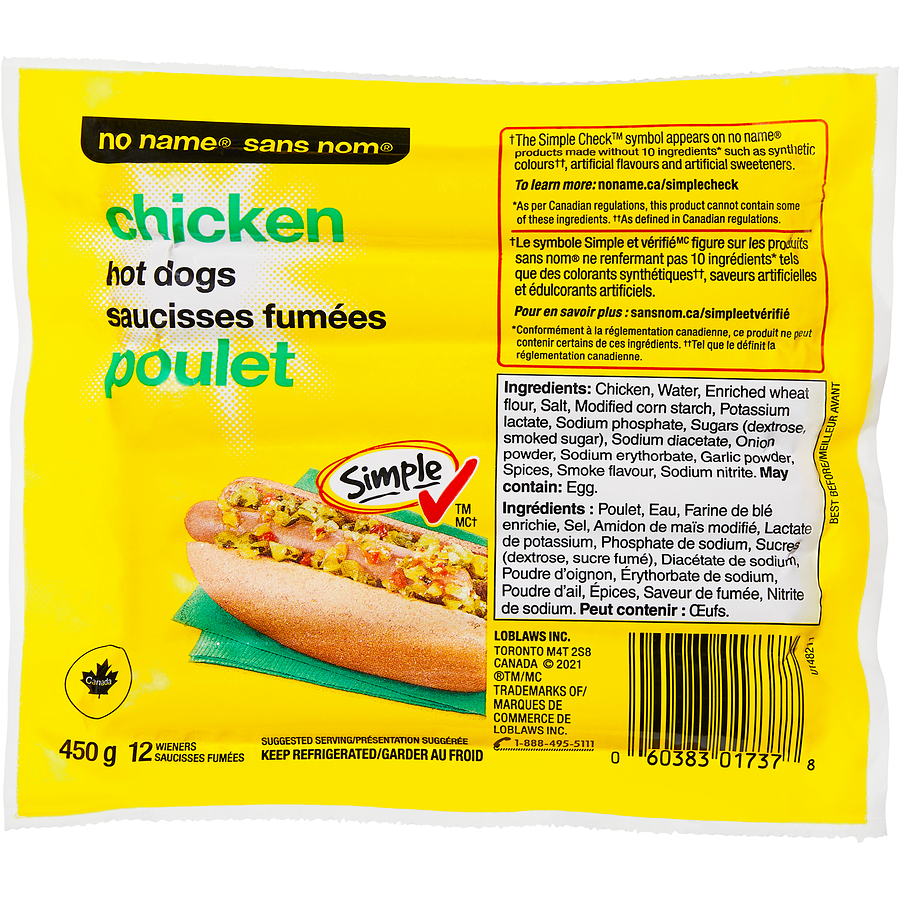 no name® sans nom®
chicken
hot dogs
saucisses fumées
poulet
Simple
TM
MC†
Canada
450 g 12 WIENERS
SAUCISSES FUMÉES
SUGGESTED SERVING/PRÉSENTATION SUGGÉRÉE
KEEP REFRIGERATED/GARDER AU FROID
†The Simple Check™ symbol appears on no name®
products made without 10 ingredients* such as synthetic
colours††, artificial flavours and artificial sweeteners.
To learn more: noname.ca/simplecheck
*As per Canadian regulations, this product cannot contain some
of these ingredients. ††As defined in Canadian regulations.
†Le symbole Simple et vérifiéMC figure sur les produits
sans nom® ne renfermant pas 10 ingrédients* tels
que des colorants synthétiques††, saveurs artificielles
et édulcorants artificiels.
Pour en savoir plus : sansnom.ca/simpleetvérifié
*Conformément à la réglementation canadienne, ce produit ne peut
contenir certains de ces ingrédients. ††Tel que le définit la
réglementation canadienne.
Ingredients: Chicken, Water, Enriched wheat
flour, Salt, Modified corn starch, Potassium
lactate, Sodium phosphate, Sugars (dextrose,
smoked sugar), Sodium diacetate, Onion
powder, Sodium erythorbate, Garlic powder,
Spices, Smoke flavour, Sodium nitrite. May
contain: Egg.
Ingrédients : Poulet, Eau, Farine de blé
enrichie, Sel, Amidon de maïs modifié, Lactate
de potassium, Phosphate de sodium, Sucres
(dextrose, sucre fumé), Diacétate de sodium,
Poudre d'oignon, Érythorbate de sodium,
Poudre d'ail, Épices, Saveur de fumée, Nitrite
de sodium. Peut contenir : Œufs.
BEST BEFORE/MEILLEUR AVANT
LOBLAWS INC.
TORONTO M4T 2S8
CANADA © 2021
®TM/MC
TRADEMARKS OF/
MARQUES DE
COMMERCE DE
LOBLAWS INC.
1-888-495-5111
0 60383 01737 8